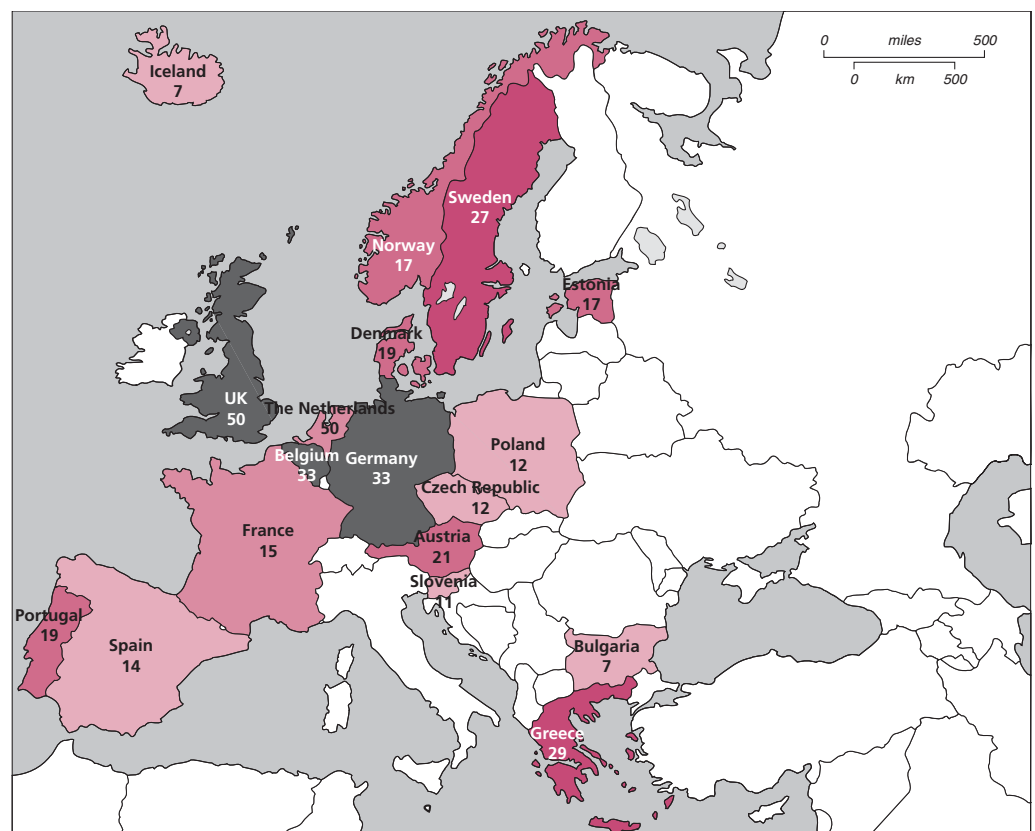 0 miles 500
0 km 500
Iceland
7
Sweden
27
Norway
17
Estonia
17
Denmark
19
UK
50
The Netherlands
50
Belgium
33
Germany
33
Poland
12
Czech Republic
12
France
15
Austria
21
Slovenia
11
Portugal
19
Spain
14
Bulgaria
7
Greece
29